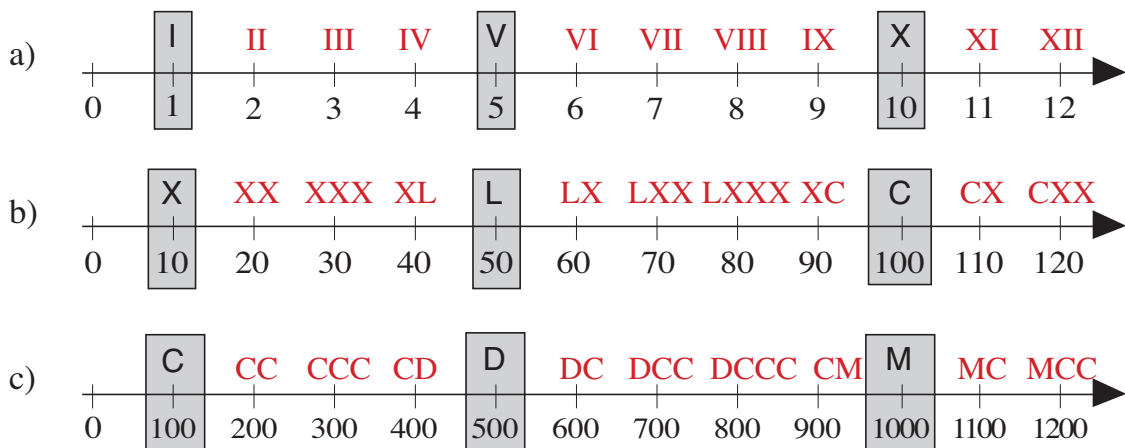 I II III IV V VI VII VIII IX X XI XII
a)
0 1 2 3 4 5 6 7 8 9 10 11 12
X XX XXX XL L LX LXX LXXX XC C CX CXX
b)
0 10 20 30 40 50 60 70 80 90 100 110 120
C CC CCC CD D DC DCC DCCC CM M MC MCC
c)
0 100 200 300 400 500 600 700 800 900 1000 1100 1200